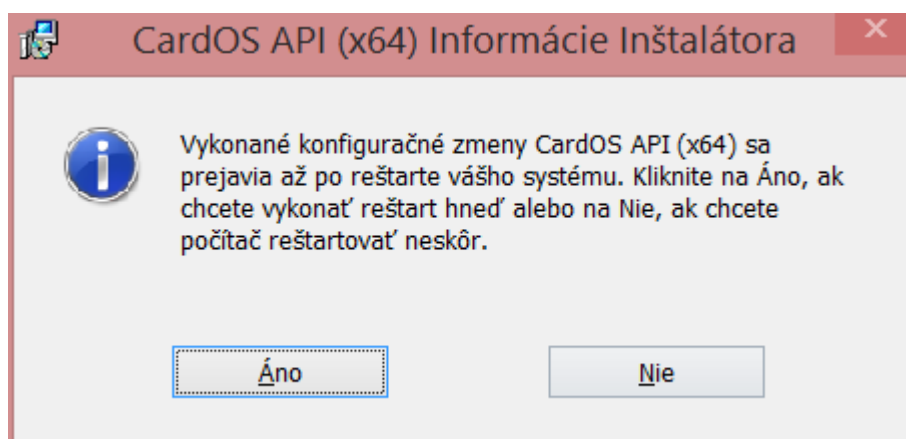 CardOS API (x64) Informácie Inštalátora
Vykonané konfiguračné zmeny CardOS API (x64) sa
prejavia až po reštarte vášho systému. Kliknite na Áno, ak
chcete vykonať reštart hneď alebo na Nie, ak chcete
počítač reštartovať neskôr.
Áno
Nie